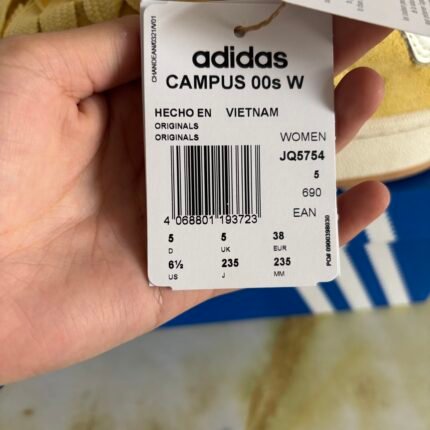 adidas
CAMPUS 00s W
HECHO EN VIETNAM
ORIGINALS
ORIGINALS
WOMEN
JQ5754
5
690
EAN
4 068801 193723
5 5 38
D UK EUR
6½ 235 235
US J MM